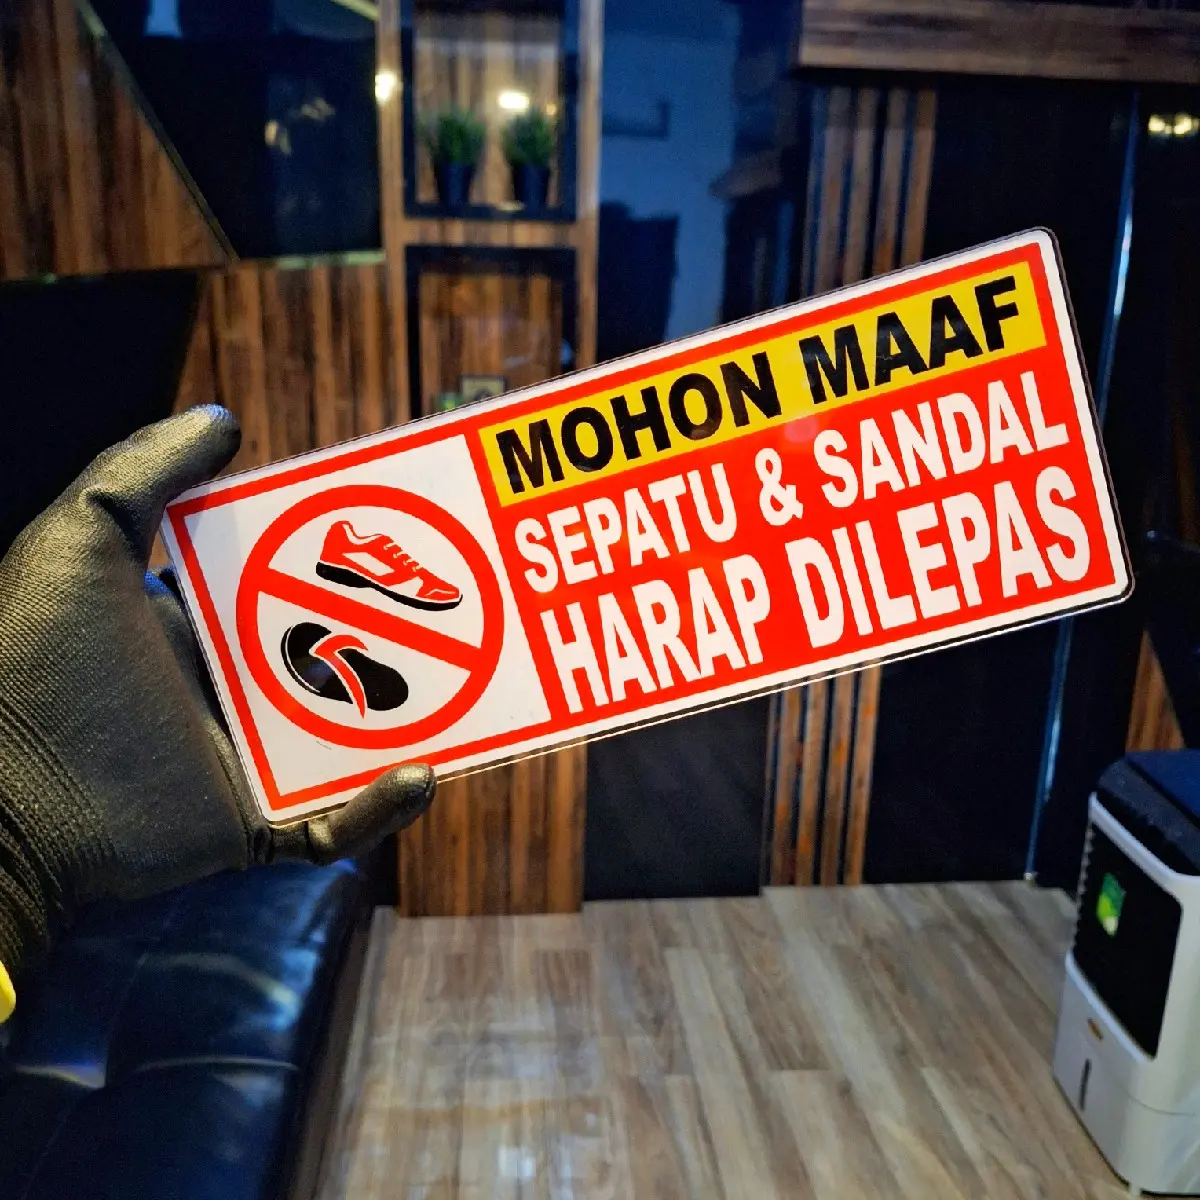 MOHON MAAF
SEPATU & SANDAL
HARAP DILEPAS